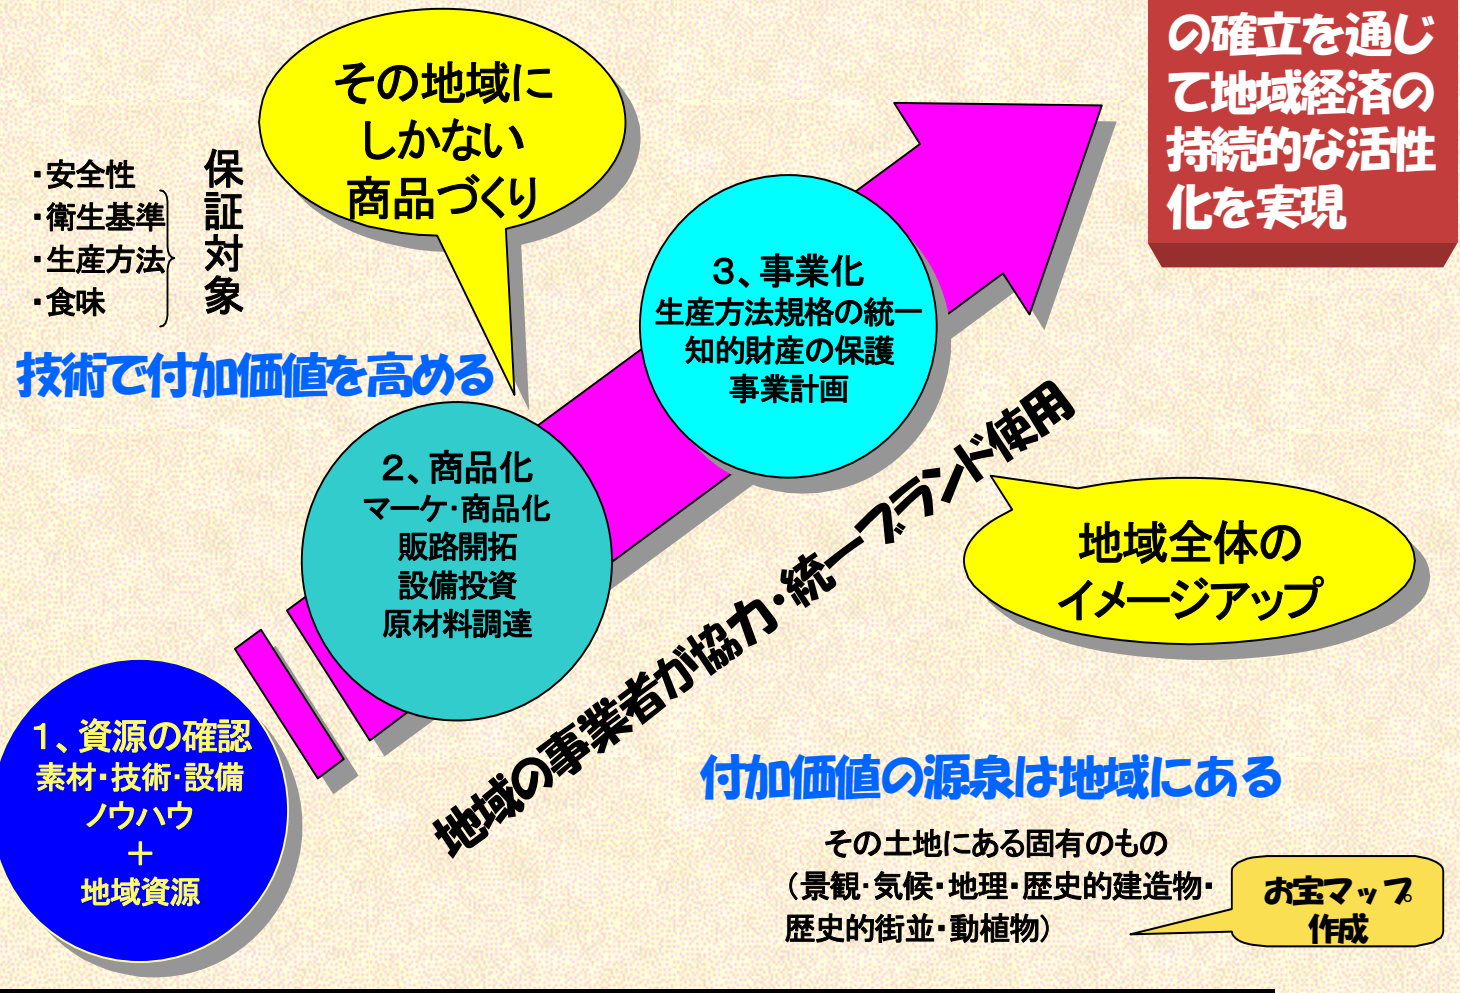 の確立を通じ
て地域経済の
持続的な活性
化を実現
その地域に
しかない
商品づくり
・安全性
・衛生基準
・生産方法
・食味
保証対象
技術で付加価値を高める
3、事業化
生産方法規格の統一
知的財産の保護
事業計画
2、商品化
マーケ・商品化
販路開拓
設備投資
原材料調達
地域の事業者が協力・統一ブランド使用
地域全体の
イメージアップ
1、資源の確認
素材・技術・設備
ノウハウ
+
地域資源
付加価値の源泉は地域にある
その土地にある固有のもの
(景観・気候・地理・歴史的建造物・
歴史的街並・動植物)
お宝マップ
作成